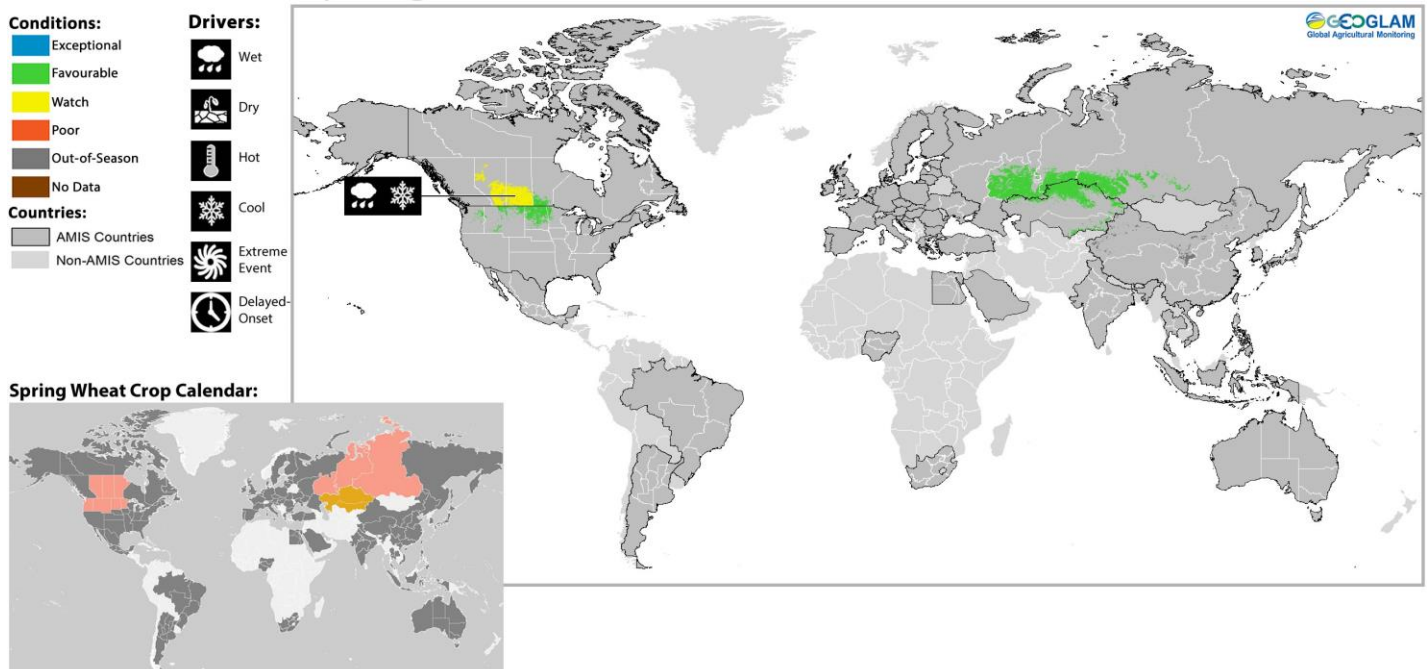 Conditions:
Exceptional
Favourable
Watch
Poor
Out-of-Season
No Data
Countries:
AMIS Countries
Non-AMIS Countries
Drivers:
Wet
Dry
Hot
Cool
Extreme
Event
Delayed-
Onset
GEOGLAM
Global Agricultural Monitoring
Spring Wheat Crop Calendar: